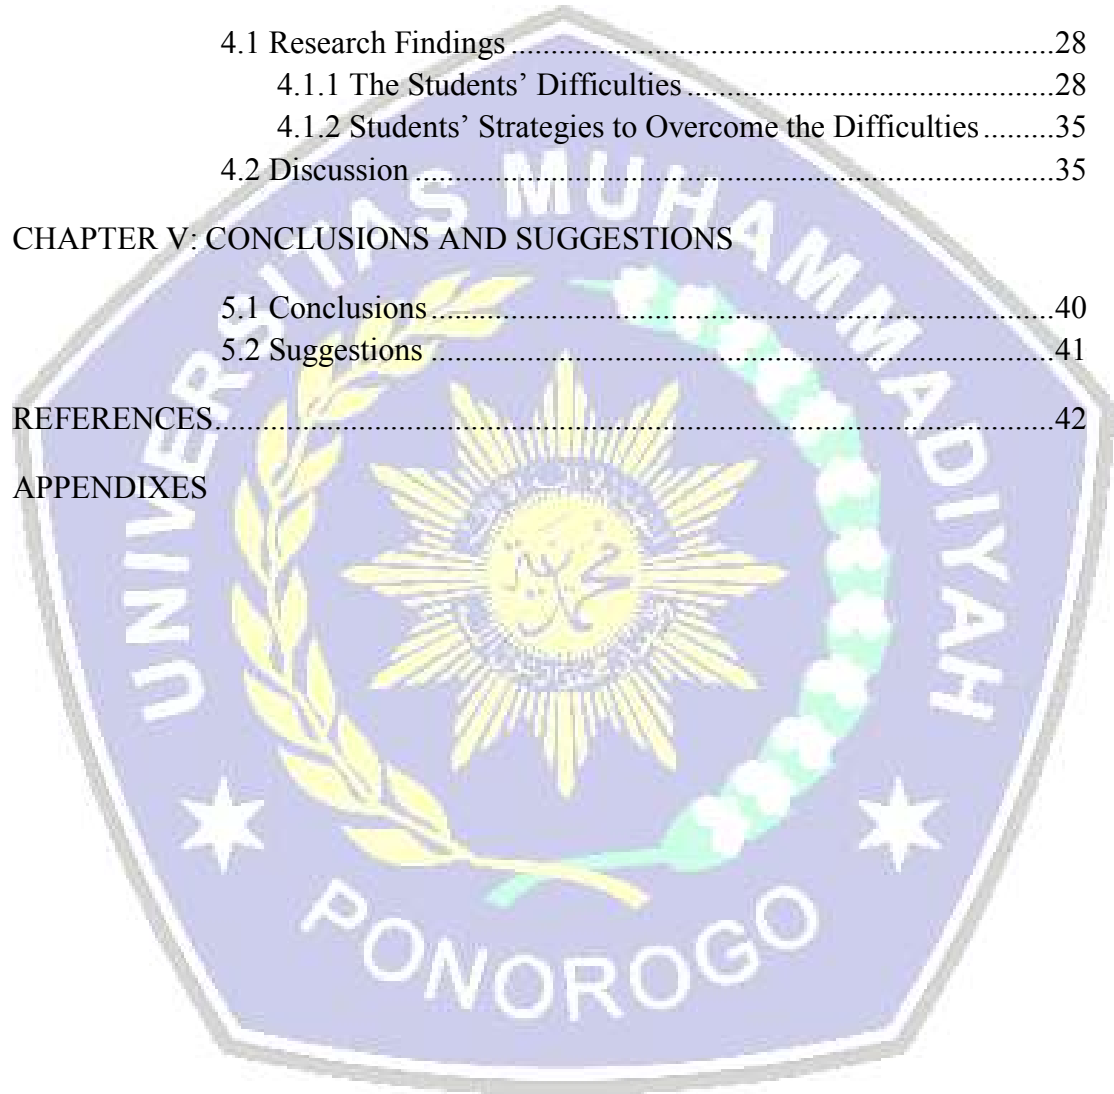 4.1 Research Findings....................................................................28
4.1.1 The Students’ Difficulties..............................................28
4.1.2 Students’ Strategies to Overcome the Difficulties.........35
4.2 Discussion................................................................................35
CHAPTER V: CONCLUSIONS AND SUGGESTIONS
5.1 Conclusions..............................................................................40
5.2 Suggestions..............................................................................41
REFERENCES.........................................................................................................42
APPENDIXES
UNIVERSITAS MUHAMMADIYAH
PONOROGO